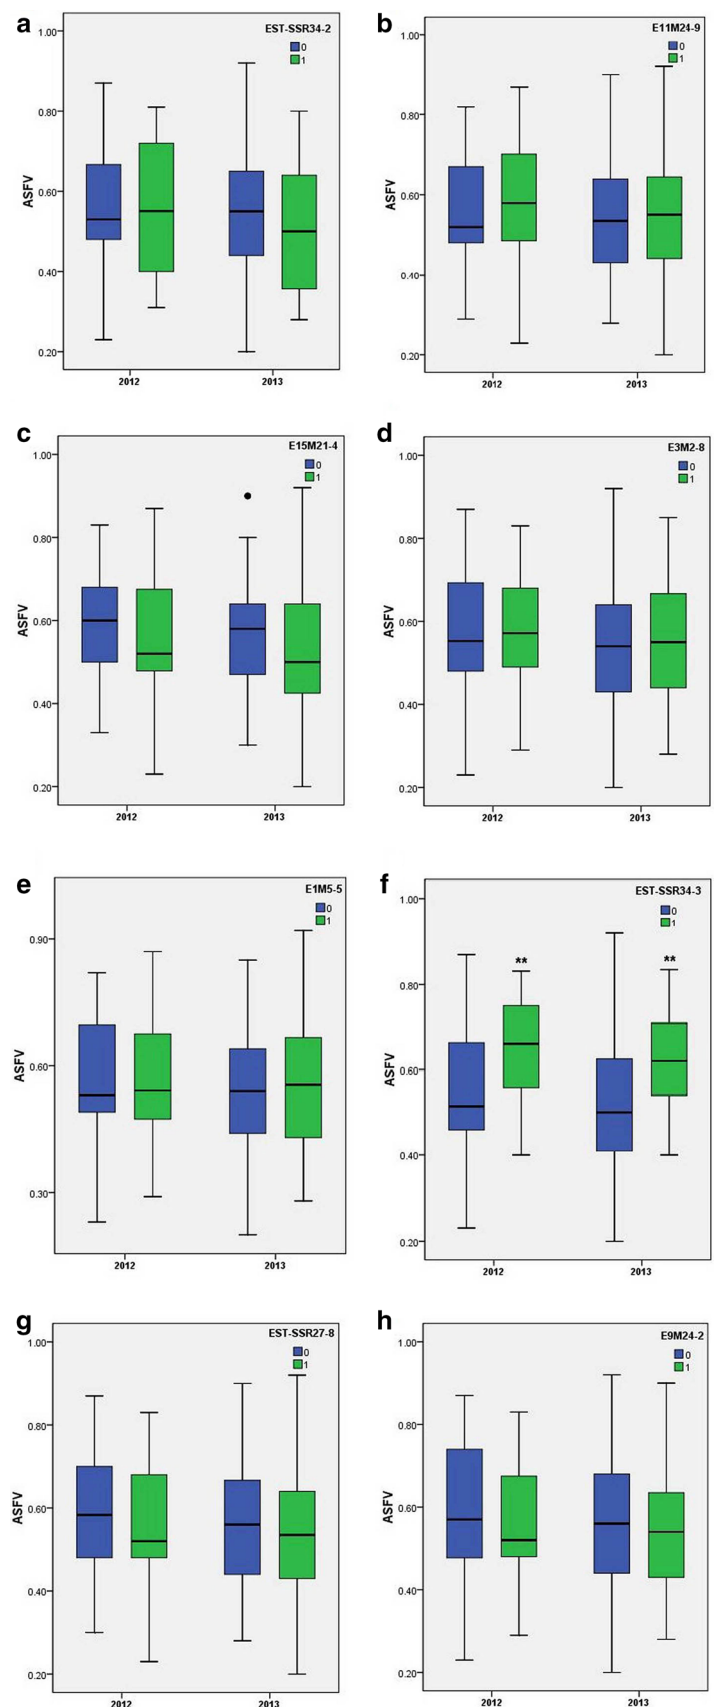 a
EST-SSR34-2
0
1
1.00
0.80
0.60
0.40
0.20
ASFV
2012 2013
b
E11M24-9
0
1
1.00
0.80
0.60
0.40
0.20
ASFV
2012 2013
c
E15M21-4
0
1
1.00
0.80
0.60
0.40
0.20
ASFV
2012 2013
d
E3M2-8
0
1
1.00
0.80
0.60
0.40
0.20
ASFV
2012 2013
e
E1M5-5
0
1
0.90
0.60
0.30
ASFV
2012 2013
f
EST-SSR34-3
0
1
1.00
0.80
0.60
0.40
0.20
ASFV
** **
2012 2013
g
EST-SSR27-8
0
1
1.00
0.80
0.60
0.40
0.20
ASFV
2012 2013
h
E9M24-2
0
1
1.00
0.80
0.60
0.40
0.20
ASFV
2012 2013